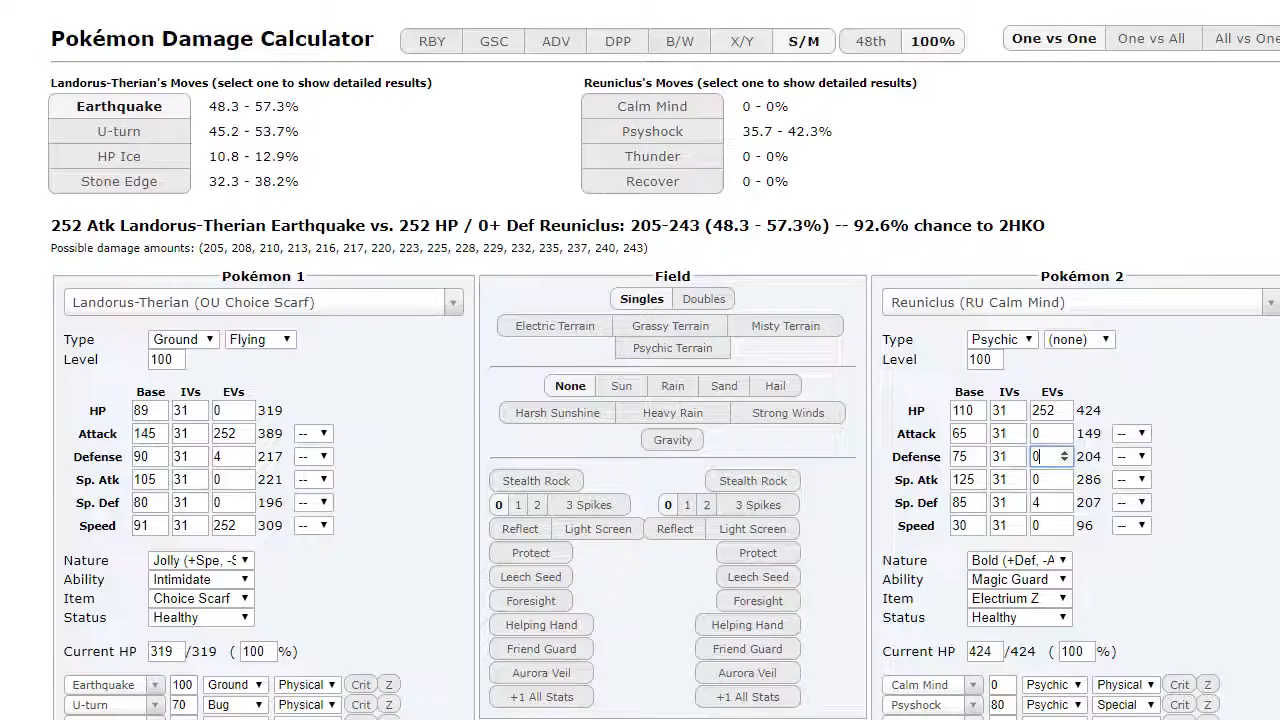 Pokémon Damage Calculator RBY GSC ADV DPP B/W X/Y S/M 48th 100% One vs One One vs All All vs One
Landorus-Therian's Moves (select one to show detailed results) Reuniclus's Moves (select one to show detailed results)
Earthquake 48.3 - 57.3% Calm Mind 0 - 0%
U-turn 45.2 - 53.7% Psyshock 35.7 - 42.3%
HP Ice 10.8 - 12.9% Thunder 0 - 0%
Stone Edge 32.3 - 38.2% Recover 0 - 0%
252 Atk Landorus-Therian Earthquake vs. 252 HP / 0+ Def Reuniclus: 205-243 (48.3 - 57.3%) -- 92.6% chance to 2HKO
Possible damage amounts: (205, 208, 210, 213, 216, 217, 220, 223, 225, 228, 229, 232, 235, 237, 240, 243)
Pokémon 1
Landorus-Therian (OU Choice Scarf)
Type Ground Flying
Level 100
Base IVs EVs
HP 89 31 0 319
Attack 145 31 252 389 --
Defense 90 31 4 217 --
Sp. Atk 105 31 0 221 --
Sp. Def 80 31 0 196 --
Speed 91 31 252 309 --
Nature Jolly (+Spe, -S
Ability Intimidate
Item Choice Scarf
Status Healthy
Current HP 319 /319 ( 100 %)
Earthquake 100 Ground Physical Crit Z
U-turn 70 Bug Physical Crit Z
Field
Singles Doubles
Electric Terrain Grassy Terrain Misty Terrain
Psychic Terrain
None Sun Rain Sand Hail
Harsh Sunshine Heavy Rain Strong Winds
Gravity
Stealth Rock Stealth Rock
0 1 2 3 Spikes 0 1 2 3 Spikes
Reflect Light Screen Reflect Light Screen
Protect Protect
Leech Seed Leech Seed
Foresight Foresight
Helping Hand Helping Hand
Friend Guard Friend Guard
Aurora Veil Aurora Veil
+1 All Stats +1 All Stats
Pokémon 2
Reuniclus (RU Calm Mind)
Type Psychic (none)
Level 100
Base IVs EVs
HP 110 31 252 424
Attack 65 31 0 149 --
Defense 75 31 0 204 --
Sp. Atk 125 31 0 286 --
Sp. Def 85 31 4 207 --
Speed 30 31 0 96 --
Nature Bold (+Def, -A
Ability Magic Guard
Item Electrium Z
Status Healthy
Current HP 424 /424 ( 100 %)
Calm Mind 0 Psychic Physical Crit Z
Psyshock 80 Psychic Special Crit Z